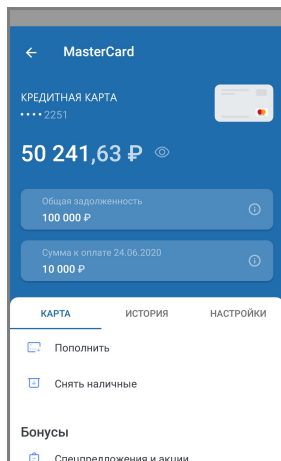 MasterCard
КРЕДИТНАЯ КАРТА
•••• 2251
50 241,63 ₽
Общая задолженность
100 000 ₽
Сумма к оплате 24.06.2020
10 000 ₽
КАРТА ИСТОРИЯ НАСТРОЙКИ
Пополнить
Снять наличные
Бонусы
Спецпредложения и акции